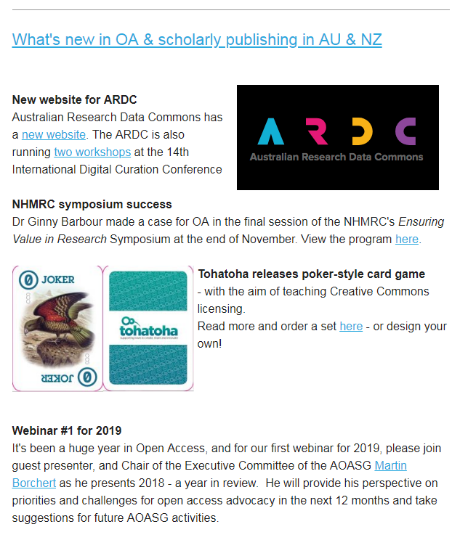 What's new in OA & scholarly publishing in AU & NZ
New website for ARDC
Australian Research Data Commons has
a new website. The ARDC is also
running two workshops at the 14th
International Digital Curation Conference
ARDC
Australian Research Data Commons
NHMRC symposium success
Dr Ginny Barbour made a case for OA in the final session of the NHMRC's Ensuring
Value in Research Symposium at the end of November. View the program here.
0 JOKER
JOKER 0
tohatoha
Tohatoha releases poker-style card game
- with the aim of teaching Creative Commons
licensing.
Read more and order a set here - or design your
own!
Webinar #1 for 2019
It's been a huge year in Open Access, and for our first webinar for 2019, please join
guest presenter, and Chair of the Executive Committee of the AOASG Martin
Borchert as he presents 2018 - a year in review.  He will provide his perspective on
priorities and challenges for open access advocacy in the next 12 months and take
suggestions for future AOASG activities.